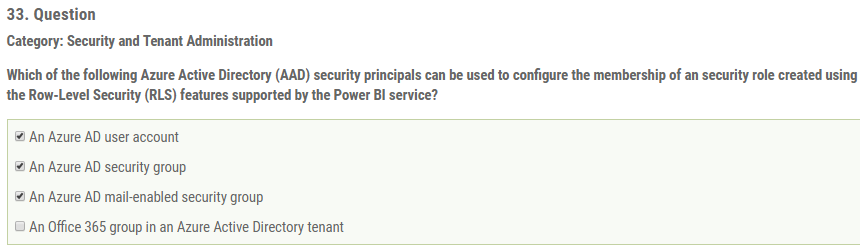 33. Question
Category: Security and Tenant Administration
Which of the following Azure Active Directory (AAD) security principals can be used to configure the membership of an security role created using
the Row-Level Security (RLS) features supported by the Power BI service?
An Azure AD user account
An Azure AD security group
An Azure AD mail-enabled security group
An Office 365 group in an Azure Active Directory tenant